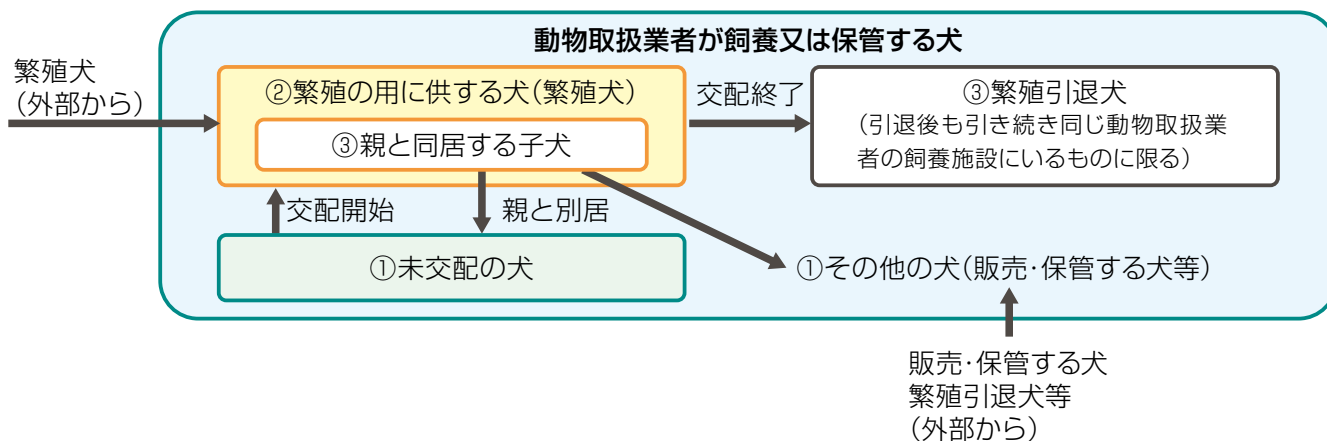 動物取扱業者が飼養又は保管する犬
繁殖犬
（外部から）
②繁殖の用に供する犬（繁殖犬）
③親と同居する子犬
交配終了
③繁殖引退犬
（引退後も引き続き同じ動物取扱業
者の飼養施設にいるものに限る）
交配開始
親と別居
①未交配の犬
①その他の犬（販売・保管する犬等）
販売・保管する犬
繁殖引退犬等
（外部から）